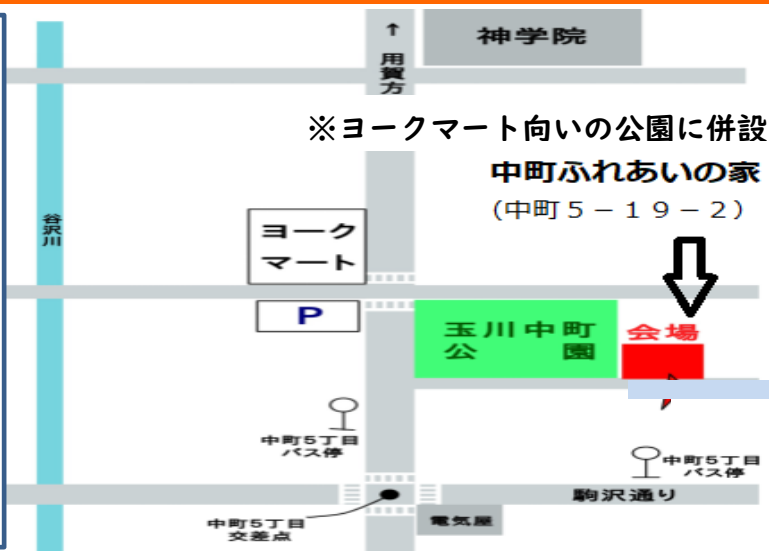 ↑
用賀方
神学院
※ヨークマート向いの公園に併設
中町ふれあいの家
(中町5-19-2)
谷沢川
ヨーク
マート
P
玉川中町
公園
会場
中町5丁目
バス停
中町5丁目
バス停
駒沢通り
中町5丁目
交差点
電気屋